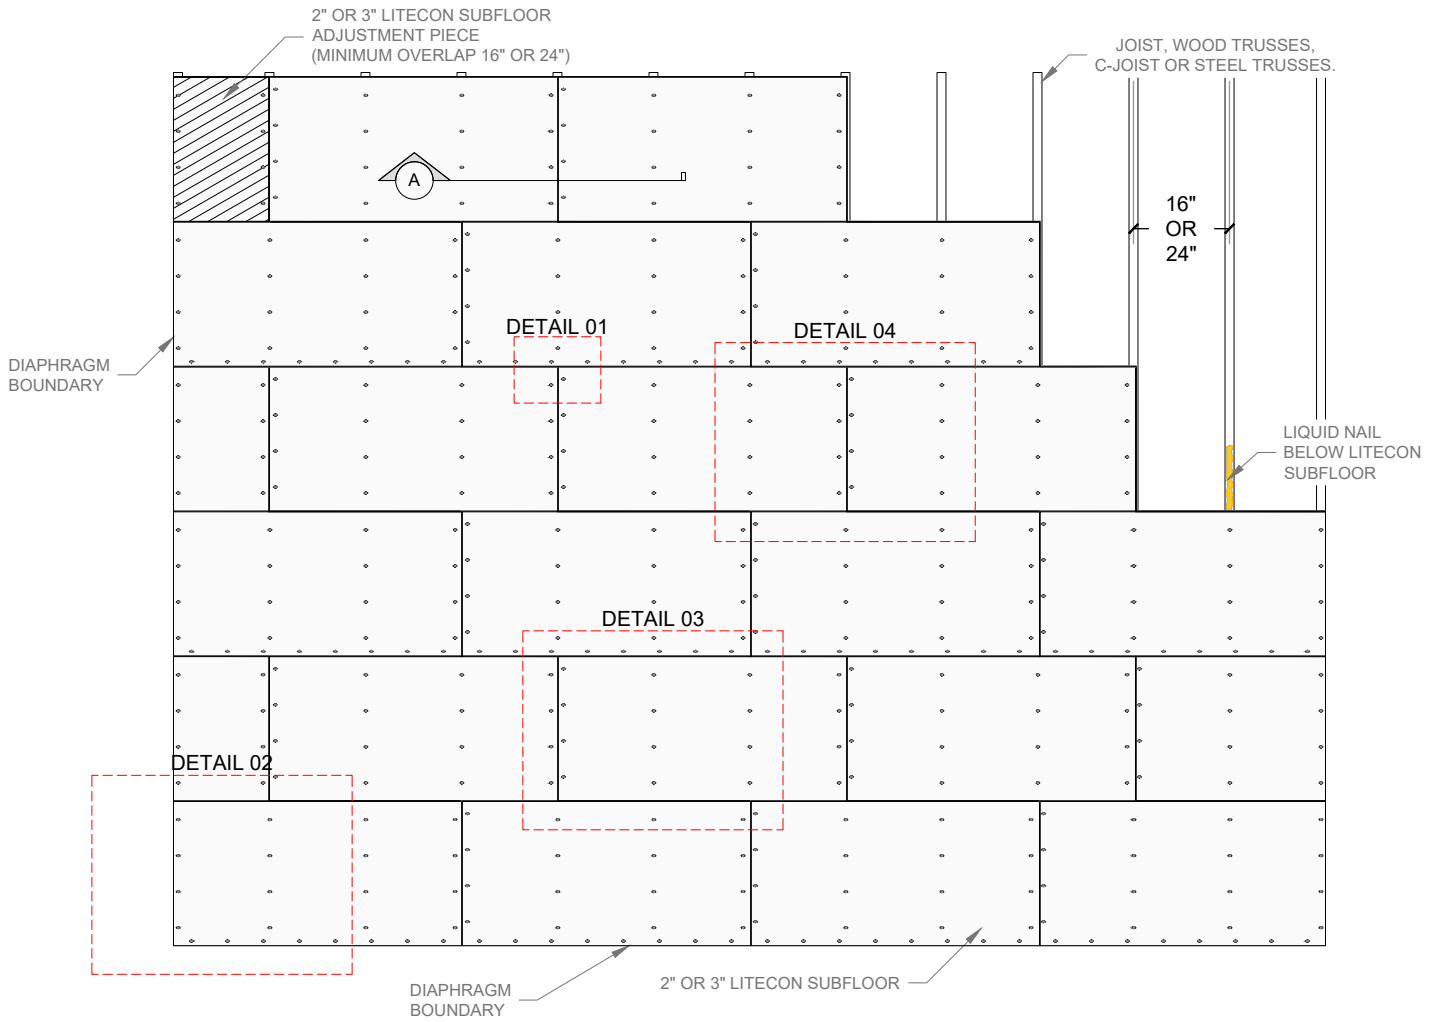 2" OR 3" LITECON SUBFLOOR
ADJUSTMENT PIECE
(MINIMUM OVERLAP 16" OR 24")
JOIST, WOOD TRUSSES,
C-JOIST OR STEEL TRUSSES.
A
16"
OR
24"
DETAIL 01
DETAIL 04
DIAPHRAGM
BOUNDARY
LIQUID NAIL
BELOW LITECON
SUBFLOOR
DETAIL 03
DETAIL 02
2" OR 3" LITECON SUBFLOOR
DIAPHRAGM
BOUNDARY